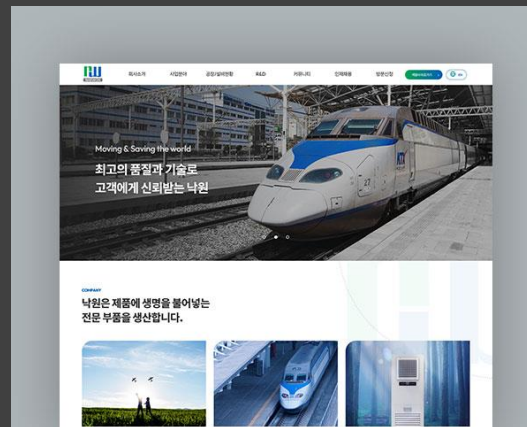 RW
회사소개 사업분야 공장/설비현황 R&D 커뮤니티 인재채용 방문신청 EN
Moving & Saving the world
최고의 품질과 기술로
고객에게 신뢰받는 낙원
27
COMPANY
낙원은 제품에 생명을 불어넣는
전문 부품을 생산합니다.